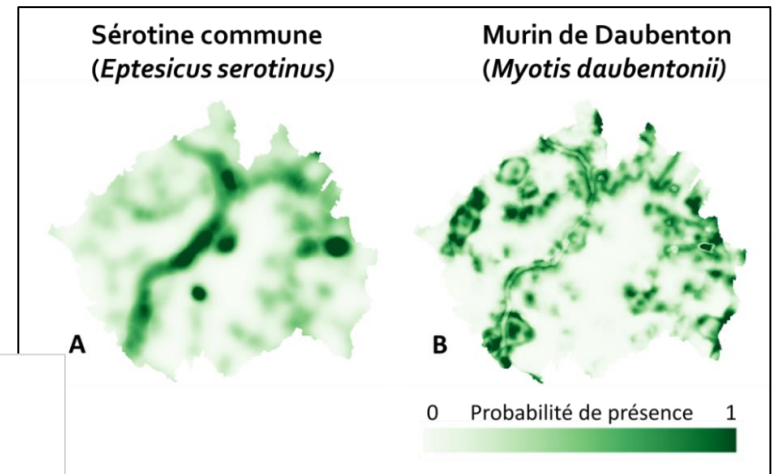 Sérotine commune
(Eptesicus serotinus)
Murin de Daubenton
(Myotis daubentonii)
A
B
0 Probabilité de présence 1